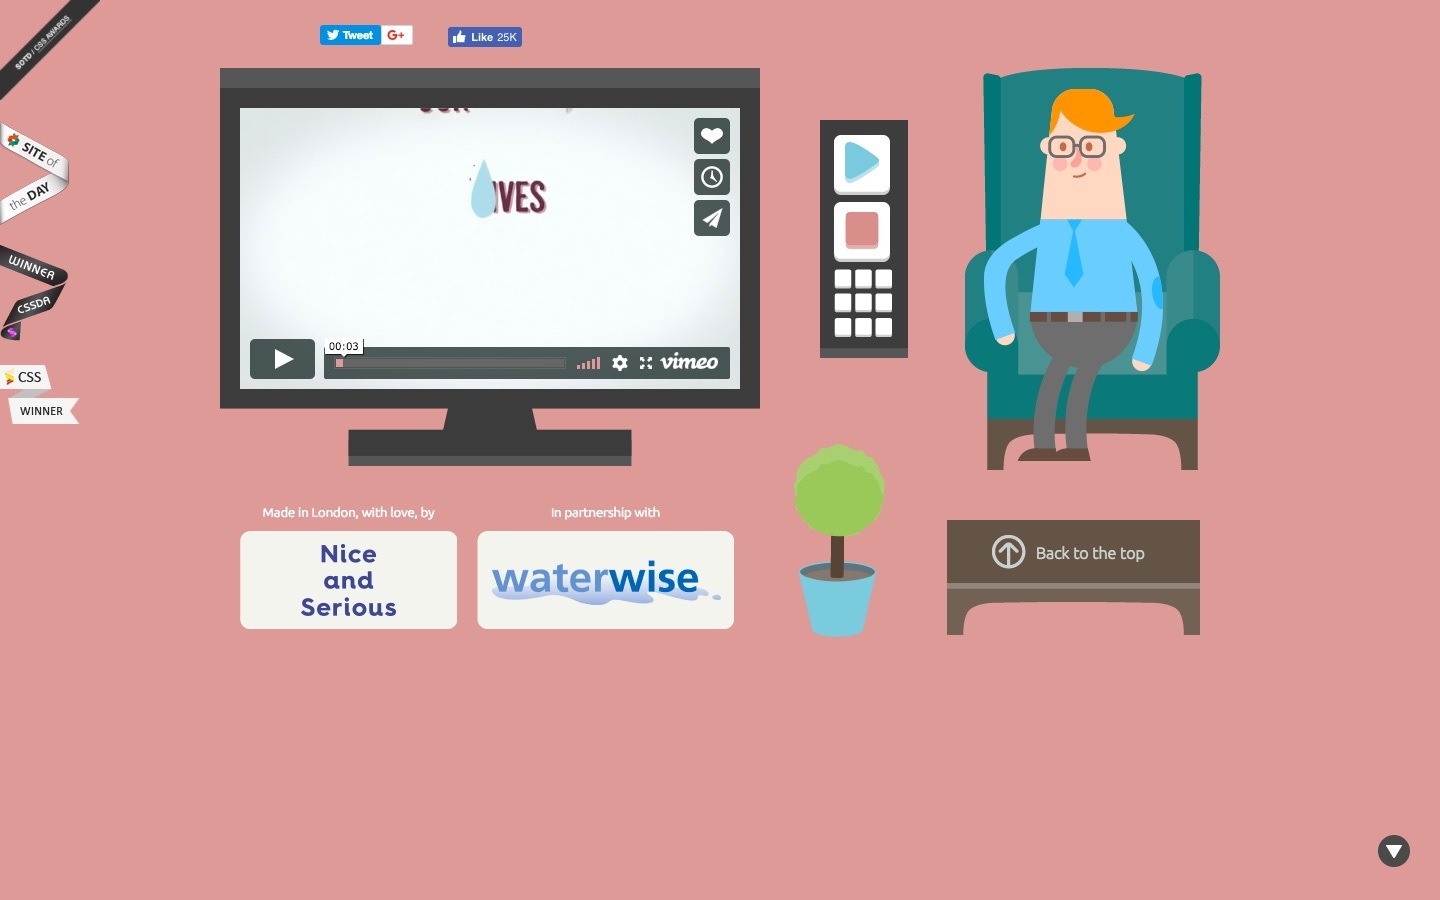 SOTD / CSS AWARDS
Tweet
G+
Like 25K
SITE of
the DAY
IVES
WINNER
CSSDA
00:03
vimeo
CSS
WINNER
Made in London, with love, by
In partnership with
Nice
and
Serious
waterwise
Back to the top